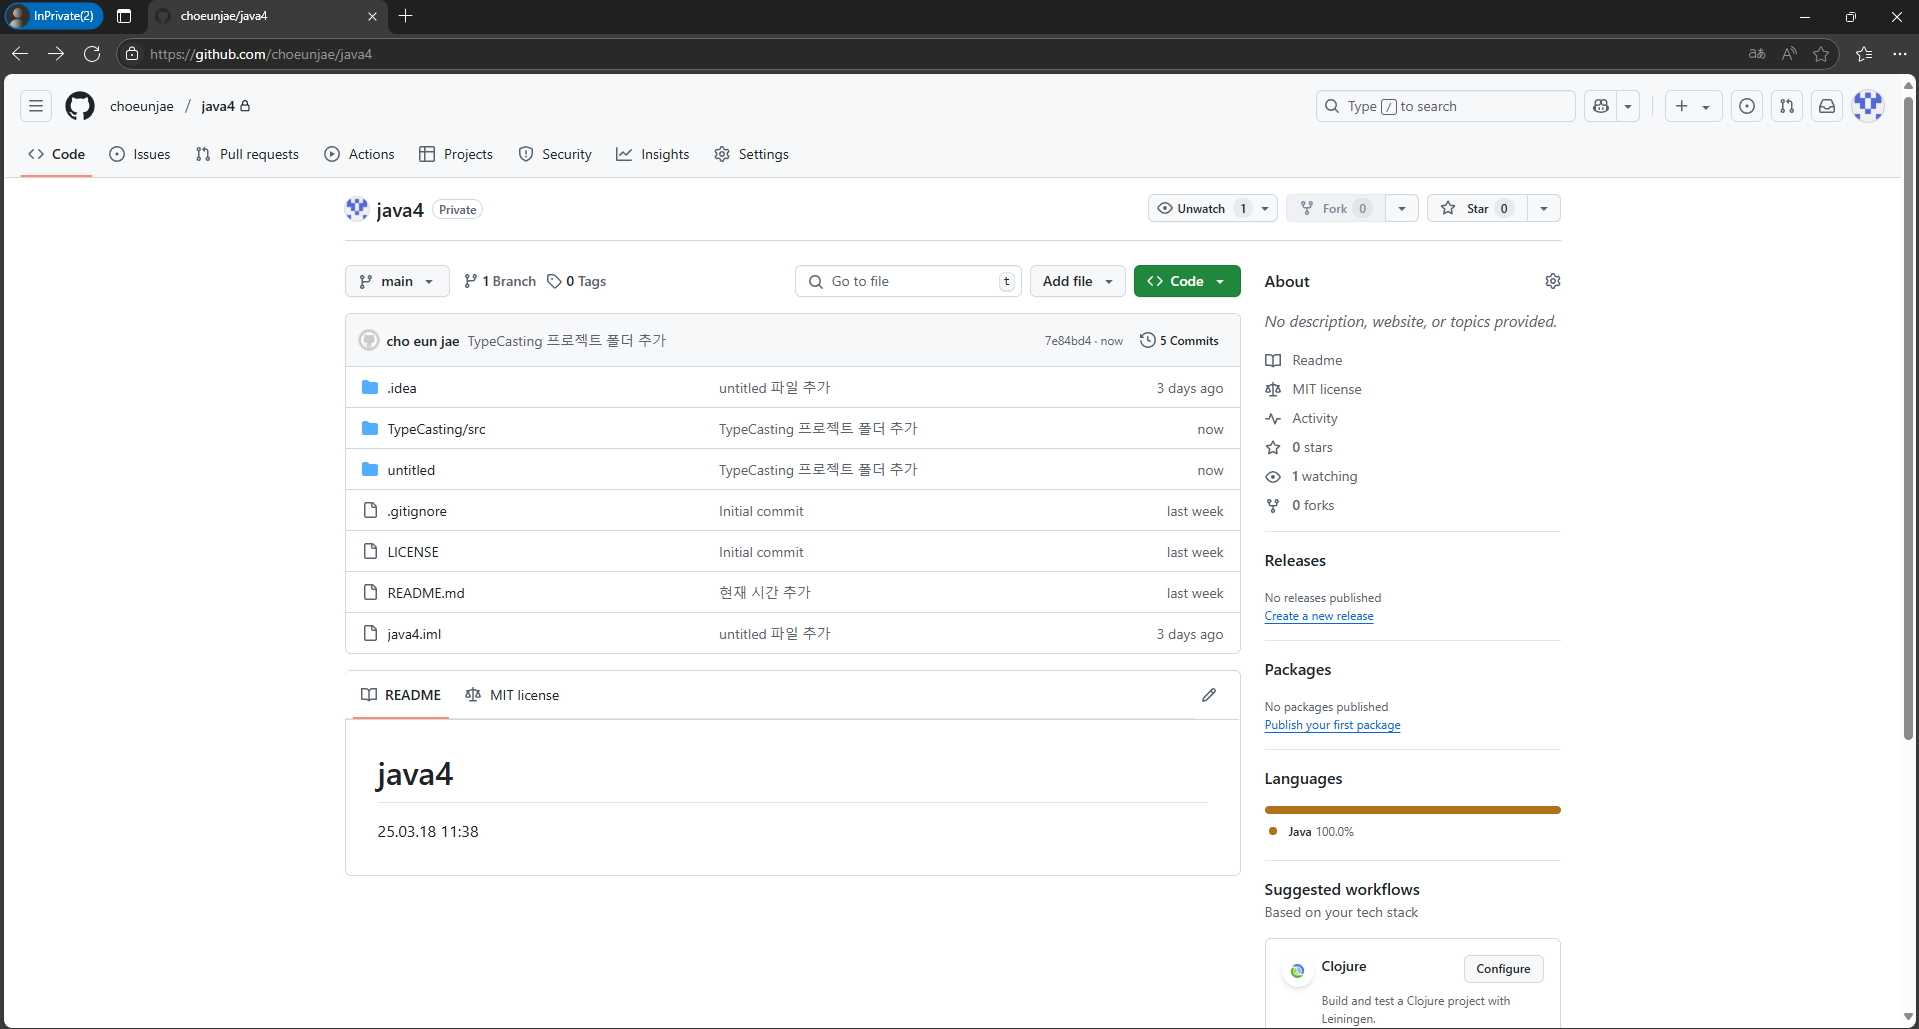 InPrivate(2)
choeunjae/java4
https://github.com/choeunjae/java4
choeunjae / java4
Type / to search
Code
Issues
Pull requests
Actions
Projects
Security
Insights
Settings
java4 Private
Unwatch 1
Fork 0
Star 0
main
1 Branch
0 Tags
Go to file t
Add file
Code
cho eun jae TypeCasting 프로젝트 폴더 추가 7e84bd4 · now 5 Commits
.idea untitled 파일 추가 3 days ago
TypeCasting/src TypeCasting 프로젝트 폴더 추가 now
untitled TypeCasting 프로젝트 폴더 추가 now
.gitignore Initial commit last week
LICENSE Initial commit last week
README.md 현재 시간 추가 last week
java4.iml untitled 파일 추가 3 days ago
README
MIT license
java4
25.03.18 11:38
About
No description, website, or topics provided.
Readme
MIT license
Activity
0 stars
1 watching
0 forks
Releases
No releases published
Create a new release
Packages
No packages published
Publish your first package
Languages
Java 100.0%
Suggested workflows
Based on your tech stack
Clojure
Configure
Build and test a Clojure project with
Leiningen.